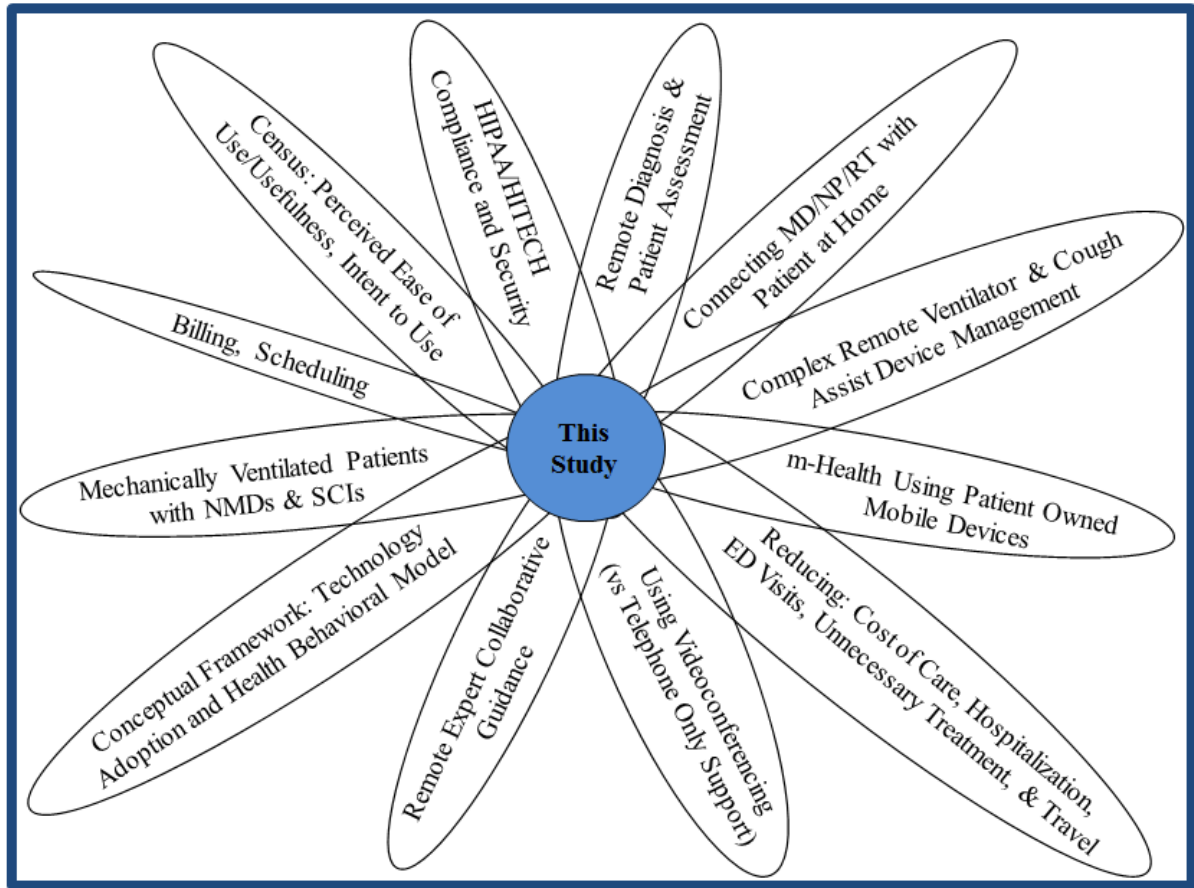 HIPAA/HITECH
Compliance and Security
Remote Diagnosis &
Patient Assessment
Connecting MD/NP/RT with
Patient at Home
Complex Remote Ventilator & Cough
Assist Device Management
m-Health Using Patient Owned
Mobile Devices
Reducing: Cost of Care, Hospitalization,
ED Visits, Unnecessary Treatment, & Travel
Using Videoconferencing
(vs Telephone Only Support)
Remote Expert Collaborative
Guidance
Conceptual Framework: Technology
Adoption and Health Behavioral Model
Mechanically Ventilated Patients
with NMDs & SCIs
Billing, Scheduling
Census: Perceived Ease of
Use/Usefulness, Intent to Use
This
Study